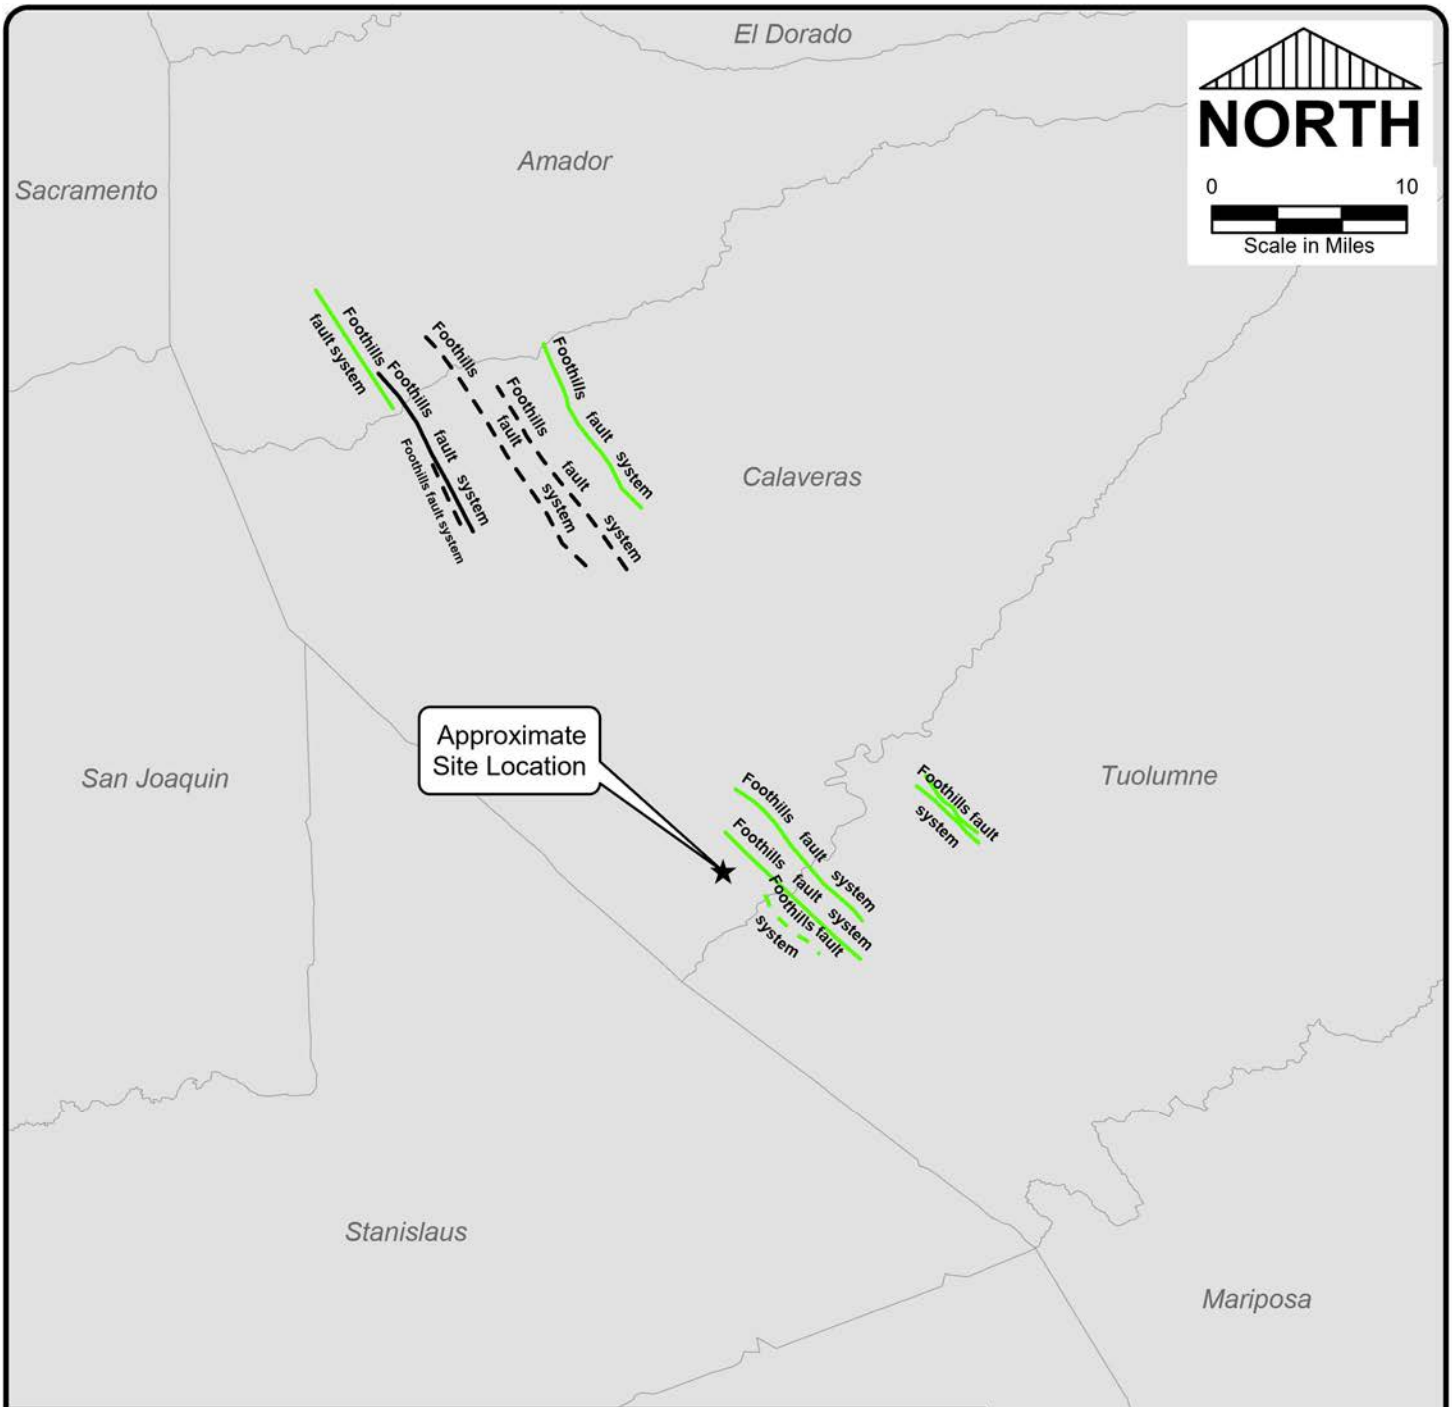 El Dorado
NORTH
0 10
Scale in Miles
Amador
Sacramento
Foothills
fault system
Foothills
fault
system
Foothills fault system
Foothills
fault
system
Foothills
fault
system
Foothills
fault
system
Calaveras
Approximate
Site Location
San Joaquin
Tuolumne
Foothills
fault
system
Foothills
fault
system
Foothills fault
system
Foothills fault
system
Stanislaus
Mariposa